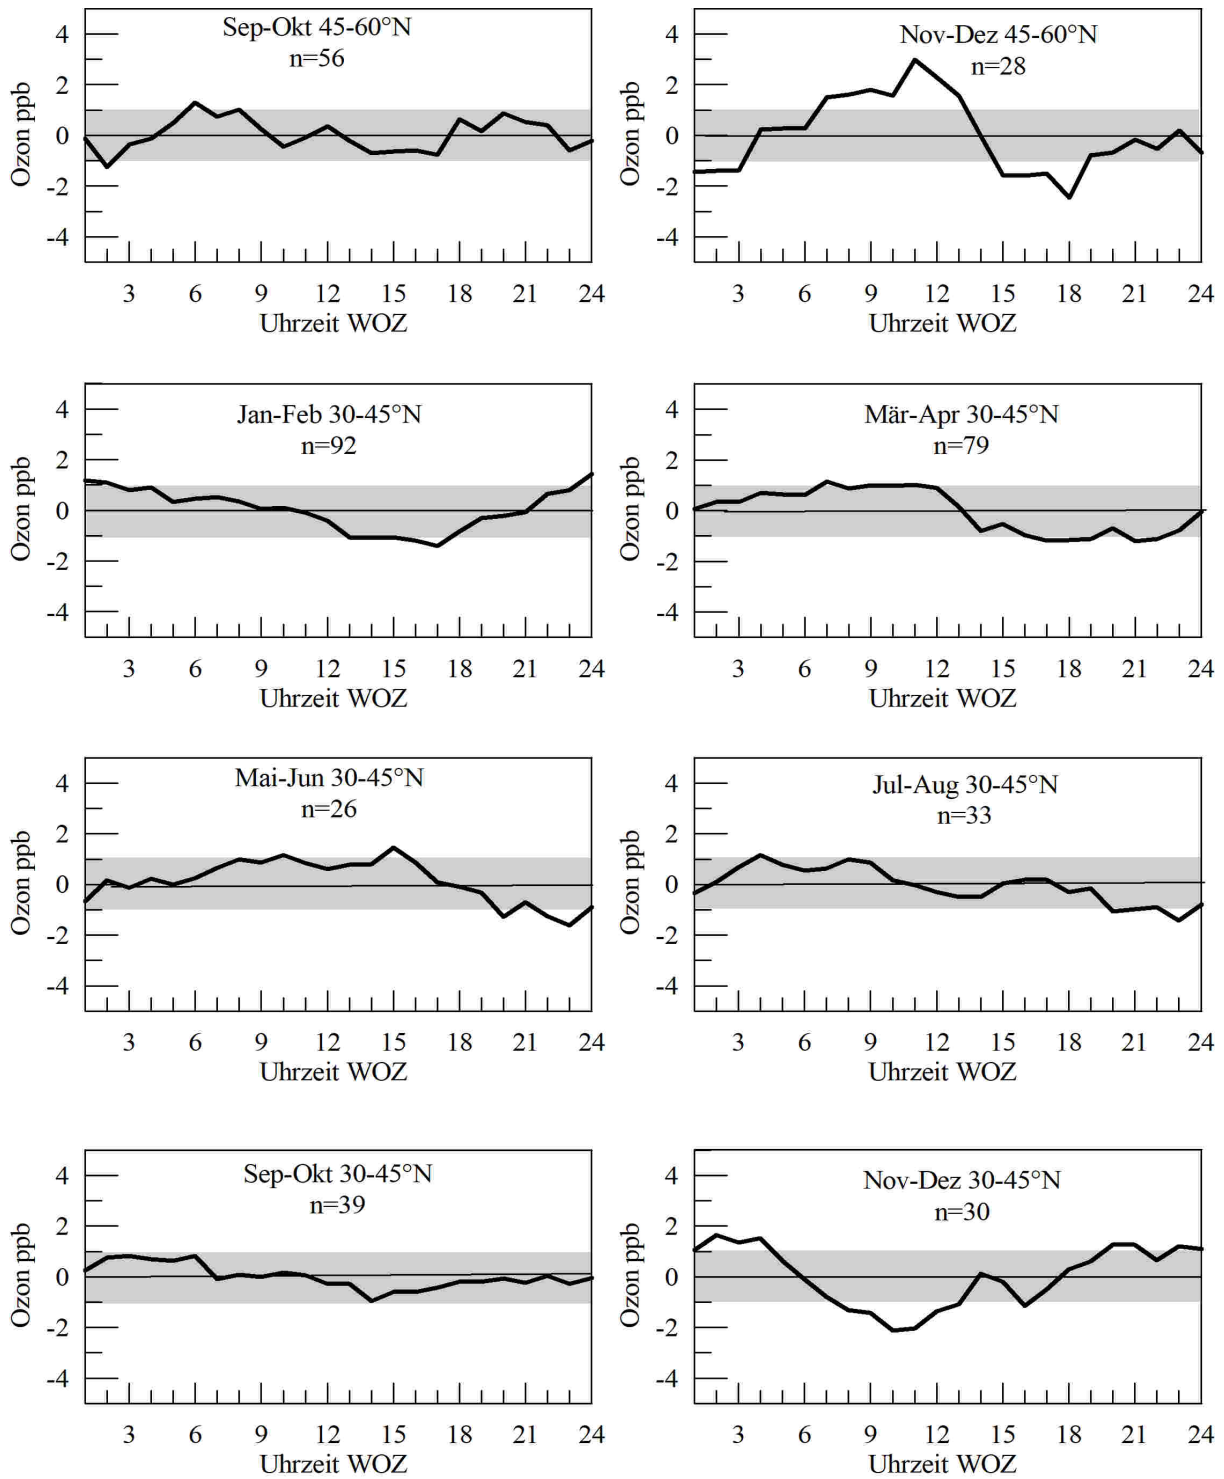 Sep-Okt 45-60°N
n=56
Ozon ppb
4
2
0
-2
-4
3 6 9 12 15 18 21 24
Uhrzeit WOZ
Nov-Dez 45-60°N
n=28
Ozon ppb
4
2
0
-2
-4
3 6 9 12 15 18 21 24
Uhrzeit WOZ
Jan-Feb 30-45°N
n=92
Ozon ppb
4
2
0
-2
-4
3 6 9 12 15 18 21 24
Uhrzeit WOZ
Mär-Apr 30-45°N
n=79
Ozon ppb
4
2
0
-2
-4
3 6 9 12 15 18 21 24
Uhrzeit WOZ
Mai-Jun 30-45°N
n=26
Ozon ppb
4
2
0
-2
-4
3 6 9 12 15 18 21 24
Uhrzeit WOZ
Jul-Aug 30-45°N
n=33
Ozon ppb
4
2
0
-2
-4
3 6 9 12 15 18 21 24
Uhrzeit WOZ
Sep-Okt 30-45°N
n=39
Ozon ppb
4
2
0
-2
-4
3 6 9 12 15 18 21 24
Uhrzeit WOZ
Nov-Dez 30-45°N
n=30
Ozon ppb
4
2
0
-2
-4
3 6 9 12 15 18 21 24
Uhrzeit WOZ